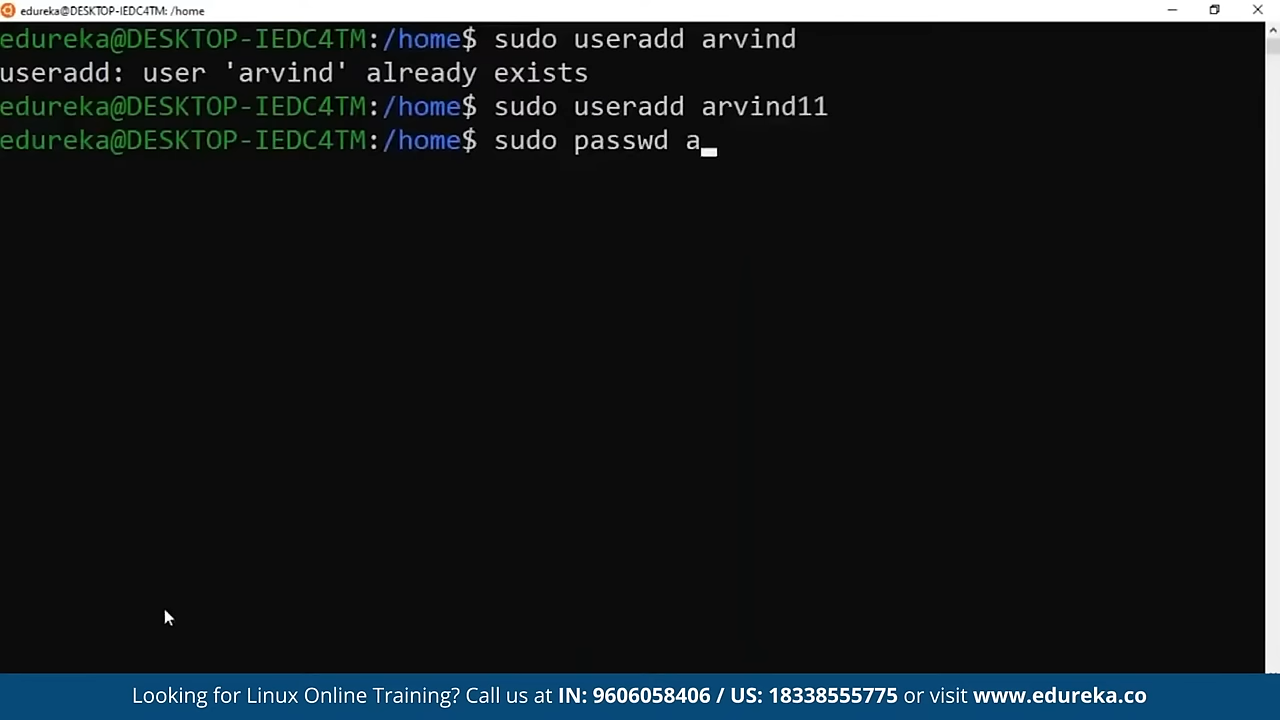 edureka@DESKTOP-IEDC4TM: /home
edureka@DESKTOP-IEDC4TM:/home$ sudo useradd arvind
useradd: user 'arvind' already exists
edureka@DESKTOP-IEDC4TM:/home$ sudo useradd arvind11
edureka@DESKTOP-IEDC4TM:/home$ sudo passwd a
Looking for Linux Online Training? Call us at IN: 9606058406 / US: 18338555775 or visit www.edureka.co